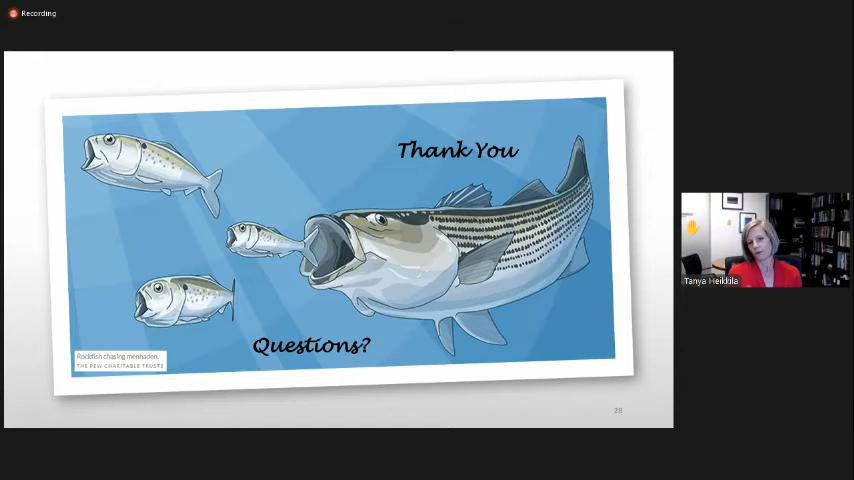 Recording
Thank You
Questions?
Rockfish chasing menhaden.
THE PEW CHARITABLE TRUSTS
28
Tanya Heikkila